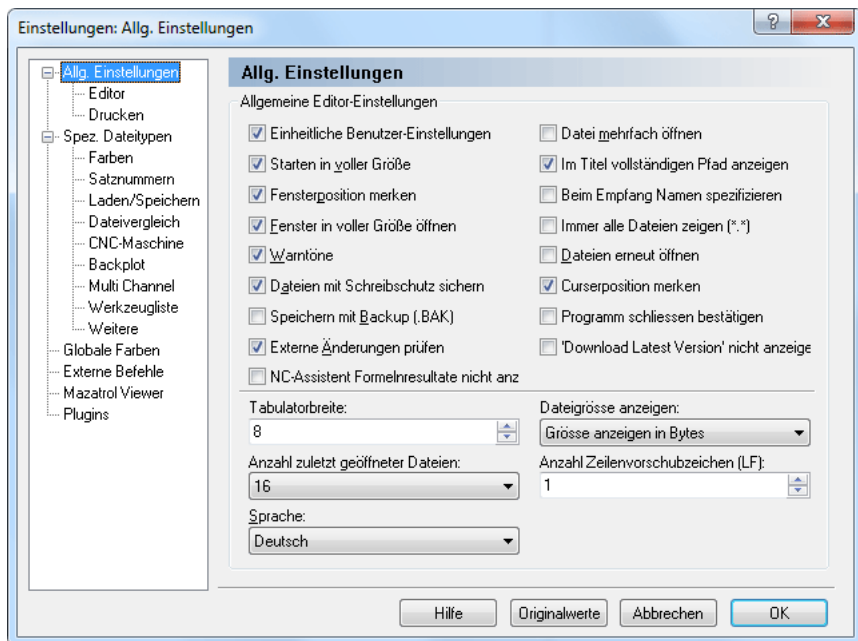 Einstellungen: Allg. Einstellungen
Allg. Einstellungen
Editor
Drucken
Spez. Dateitypen
Farben
Satznummern
Laden/Speichern
Dateivergleich
CNC-Maschine
Backplot
Multi Channel
Werkzeugliste
Weitere
Globale Farben
Externe Befehle
Mazatrol Viewer
Plugins
Allg. Einstellungen
Allgemeine Editor-Einstellungen
Einheitliche Benutzer-Einstellungen
Starten in voller Größe
Fensterposition merken
Fenster in voller Größe öffnen
Warntöne
Dateien mit Schreibschutz sichern
Speichern mit Backup (.BAK)
Externe Änderungen prüfen
NC-Assistent Formelnresultate nicht anz
Datei mehrfach öffnen
Im Titel vollständigen Pfad anzeigen
Beim Empfang Namen spezifizieren
Immer alle Dateien zeigen (*.*)
Dateien erneut öffnen
Curserposition merken
Programm schliessen bestätigen
'Download Latest Version' nicht anzeige
Tabulatorbreite:
8
Dateigrösse anzeigen:
Grösse anzeigen in Bytes
Anzahl zuletzt geöffneter Dateien:
16
Anzahl Zeilenvorschubzeichen (LF):
1
Sprache:
Deutsch
Hilfe
Originalwerte
Abbrechen
OK